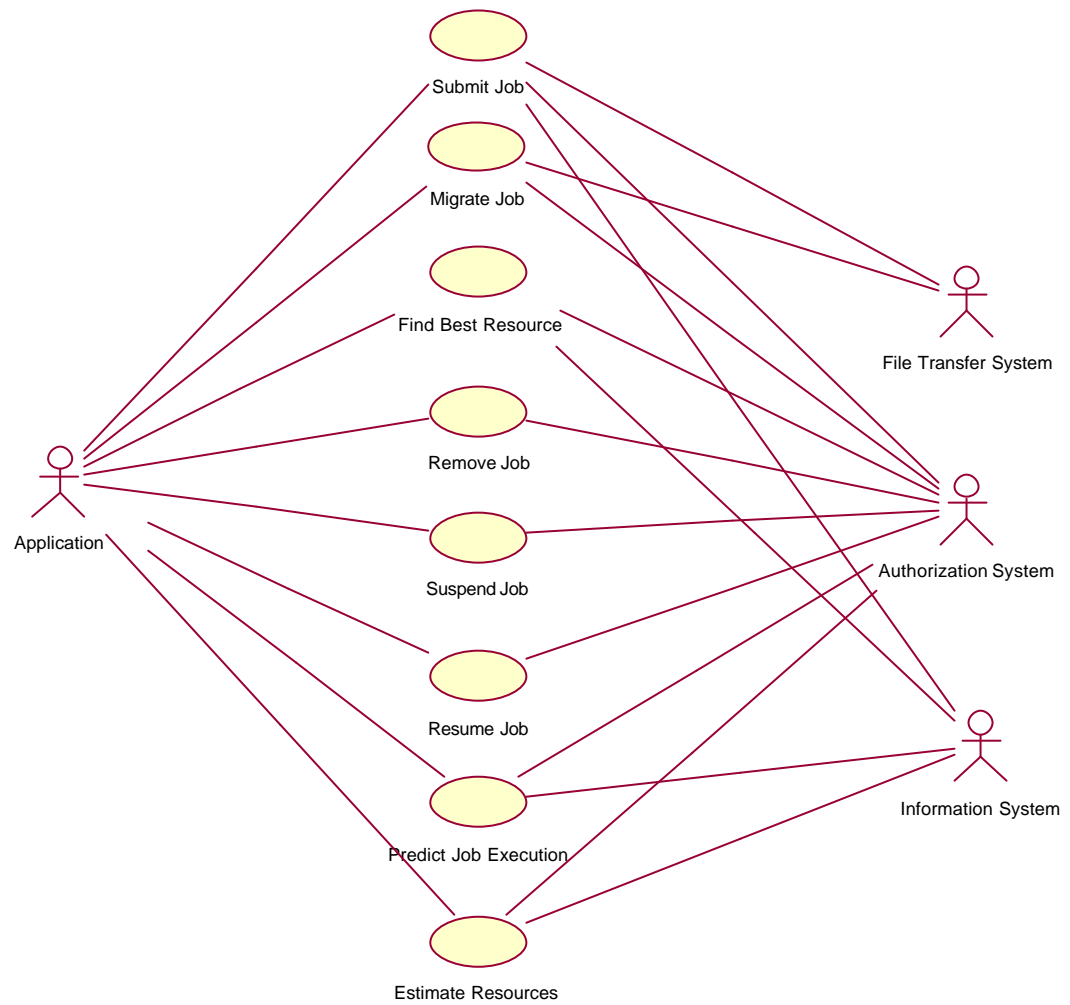 Submit Job
Migrate Job
Find Best Resource
File Transfer System
Remove Job
Application
Authorization System
Suspend Job
Resume Job
Information System
Predict Job Execution
Estimate Resources